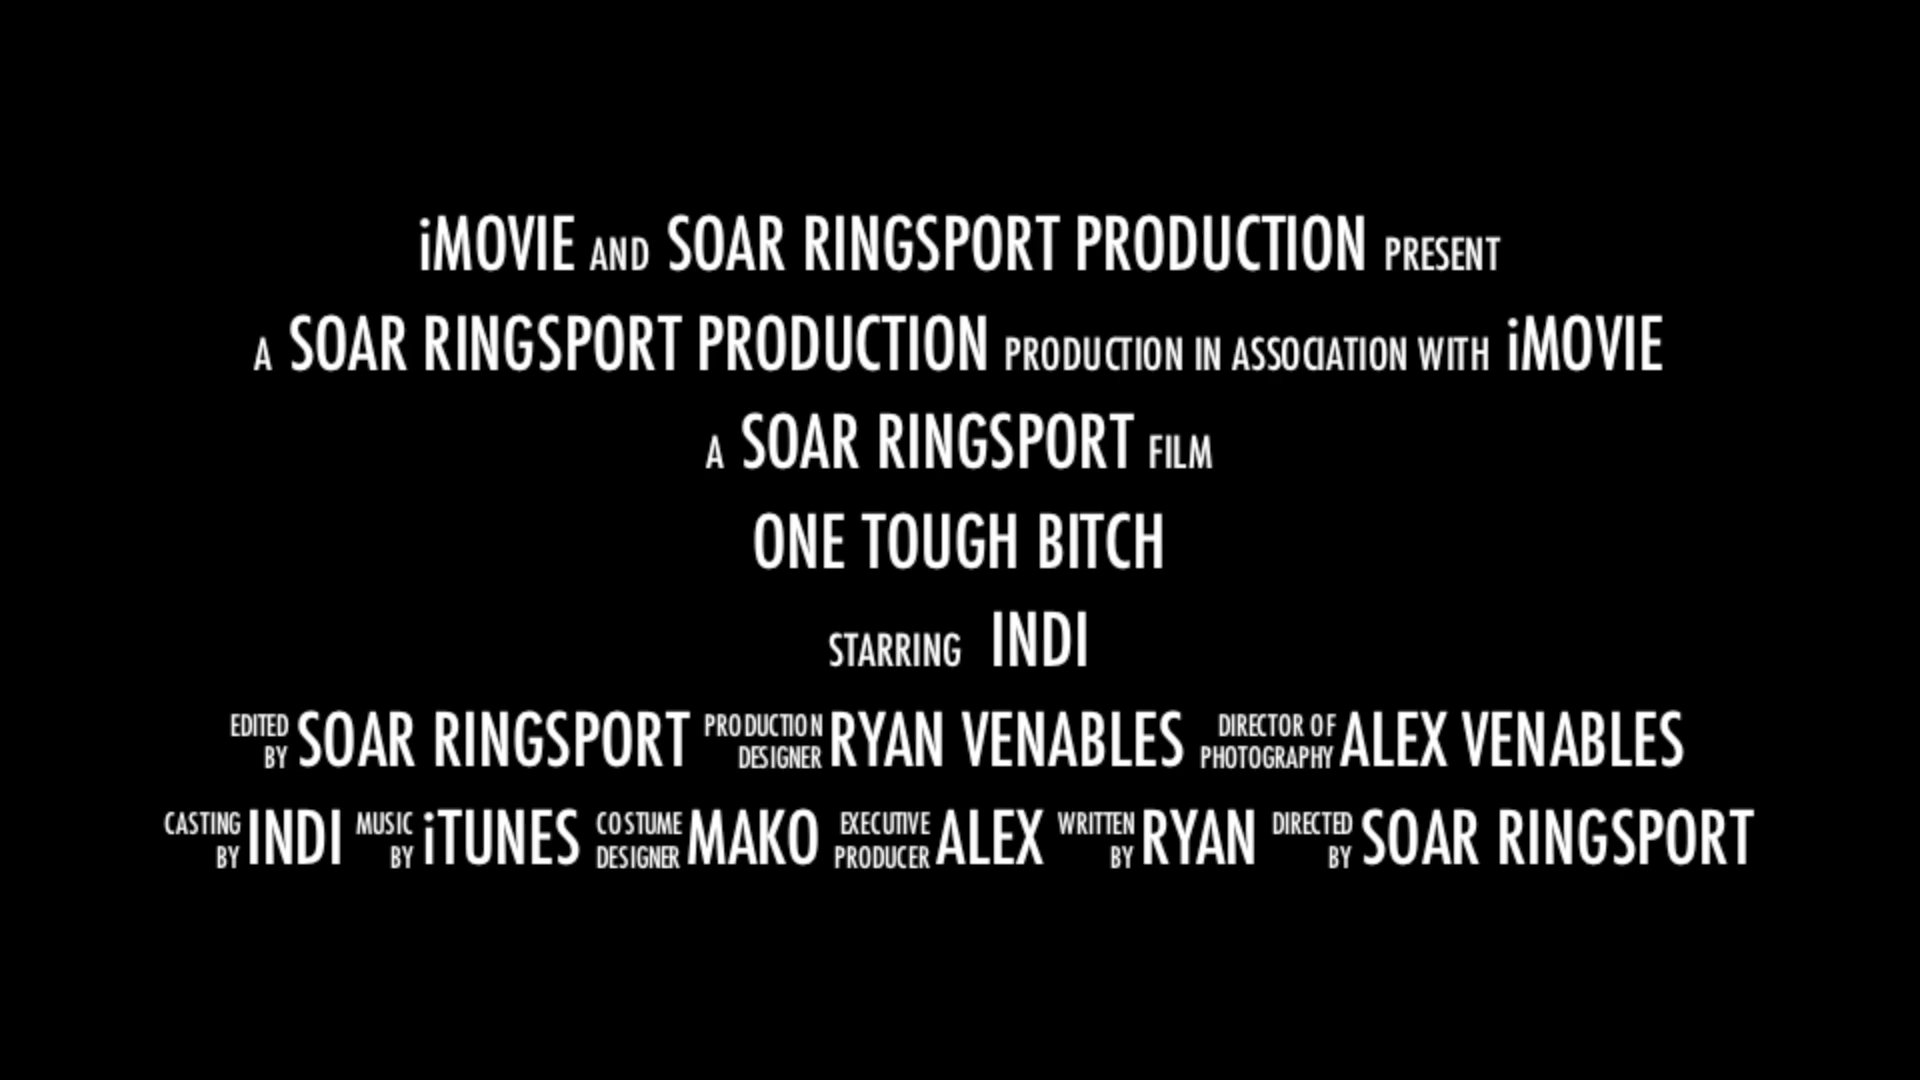 iMOVIE AND SOAR RINGSPORT PRODUCTION PRESENT
A SOAR RINGSPORT PRODUCTION PRODUCTION IN ASSOCIATION WITH iMOVIE
A SOAR RINGSPORT FILM
ONE TOUGH BITCH
STARRING INDI
EDITED BY SOAR RINGSPORT PRODUCTION DESIGNER RYAN VENABLES DIRECTOR OF PHOTOGRAPHY ALEX VENABLES
CASTING BY INDI MUSIC BY iTUNES COSTUME DESIGNER MAKO EXECUTIVE PRODUCER ALEX WRITTEN BY RYAN DIRECTED BY SOAR RINGSPORT